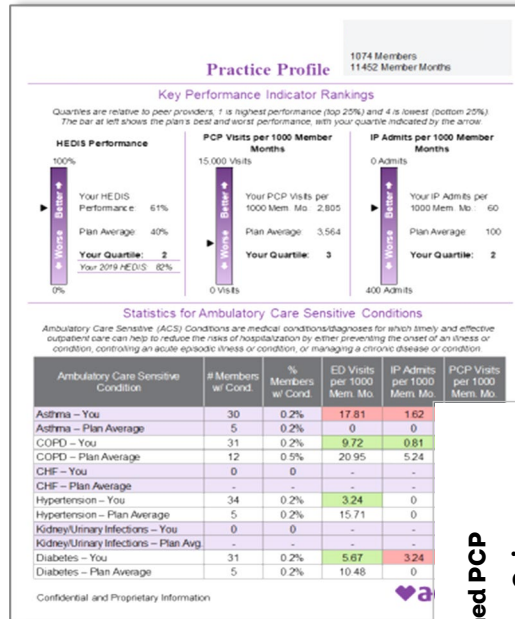 Practice Profile
1074 Members
11452 Member Months
Key Performance Indicator Rankings
Quartiles are relative to peer providers, 1 is highest performance (top 25%) and 4 is lowest (bottom 25%).
The bar at left shows the plan's best and worst performance, with your quartile indicated by the arrow.
HEDIS Performance
100%
Better
Worse
0%
Your HEDIS
Performance: 61%
Plan Average: 40%
Your Quartile: 2
Your 2019 HEDIS: 82%
PCP Visits per 1000 Member
Months
15,000 Visits
Better
Worse
0 Visits
Your PCP Visits per
1000 Mem. Mo. 2,805
Plan Average: 3,564
Your Quartile: 3
IP Admits per 1000 Member
Months
0 Admits
Better
Worse
400 Admits
Your IP Admits per
1000 Mem. Mo.: 60
Plan Average 100
Your Quartile: 2
Statistics for Ambulatory Care Sensitive Conditions
Ambulatory Care Sensitive (ACS) Conditions are medical conditions/diagnoses for which timely and effective
outpatient care can help to reduce the risks of hospitalization by either preventing the onset of an illness or
condition, controlling an acute episodic illness or condition, or managing a chronic disease or condition.
Ambulatory Care Sensitive Condition # Members w/ Cond. % Members w/ Cond. ED Visits per 1000 Mem. Mo. IP Admits per 1000 Mem. Mo. PCP Visits per 1000 Mem. Mo.
Asthma – You 30 0.2% 17.81 1.62
Asthma – Plan Average 5 0.2% 0 0
COPD – You 31 0.2% 9.72 0.81
COPD – Plan Average 12 0.5% 20.95 5.24
CHF – You 0 0 - -
CHF – Plan Average - - - -
Hypertension – You 34 0.2% 3.24 0
Hypertension – Plan Average 5 0.2% 15.71 0
Kidney/Urinary Infections – You 0 0 - -
Kidney/Urinary Infections – Plan Avg. - - - -
Diabetes – You 31 0.2% 5.67 3.24
Diabetes – Plan Average 5 0.2% 10.48 0
Confidential and Proprietary Information
ned PCP